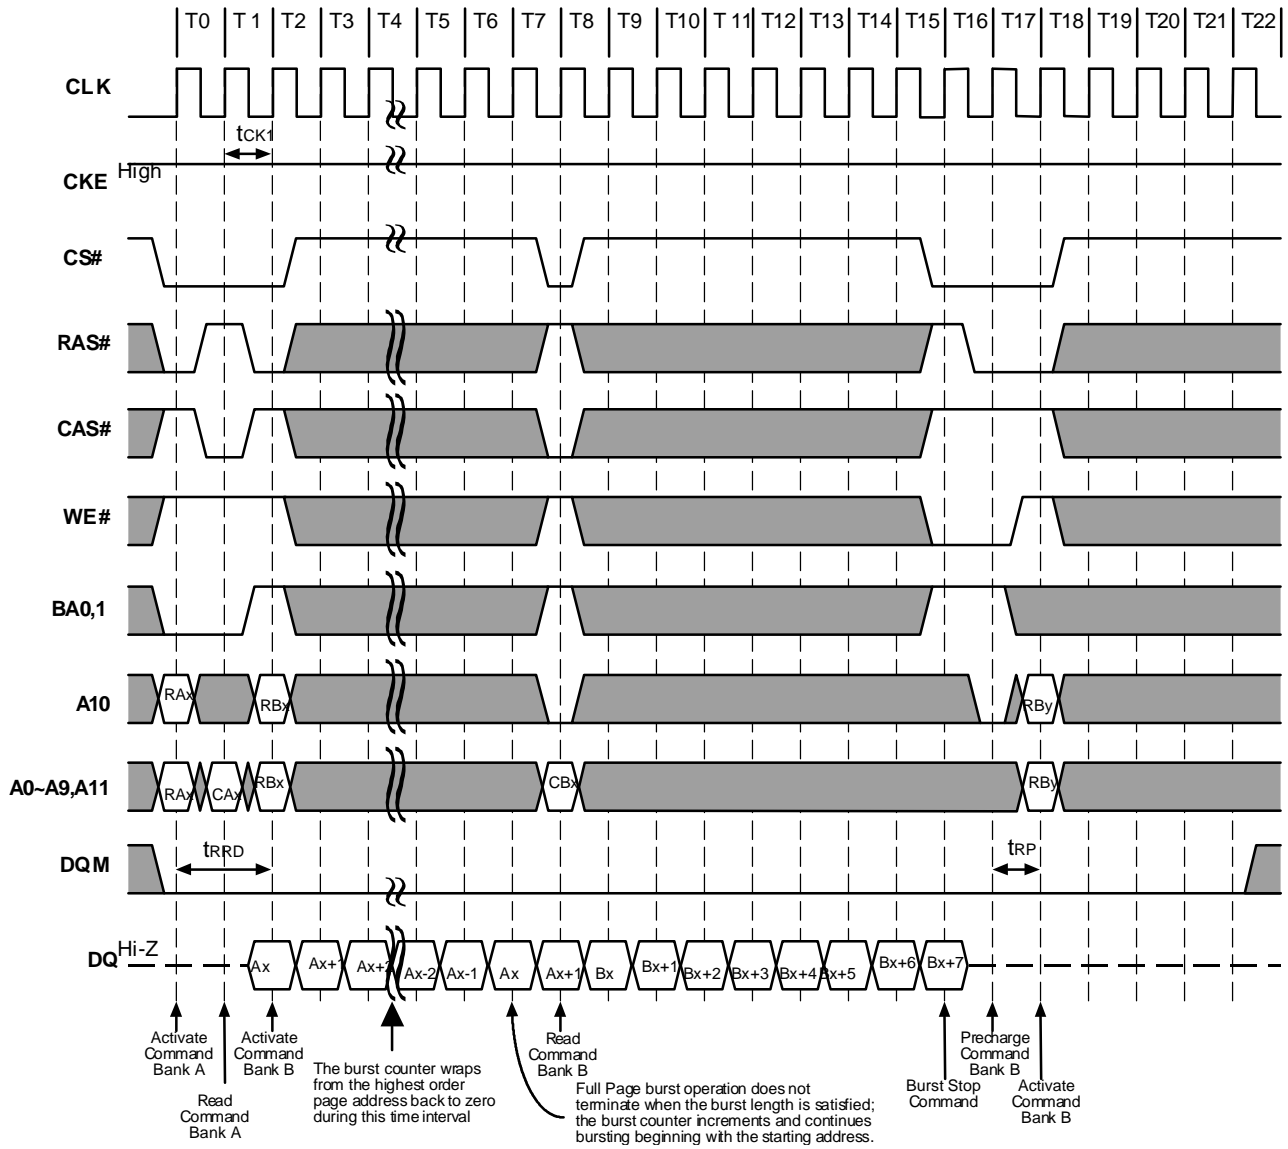 T0 T 1 T2 T3 T4 T5 T6 T7 T8 T9 T10 T 11 T12 T13 T14 T15 T16 T17 T18 T19 T20 T21 T22
CLK
tCK1
High
CKE
CS#
RAS#
CAS#
WE#
BA0,1
A10
RAx RBx RBy
A0~A9,A11
RAx CAx RBx CBx RBy
tRRD
tRP
DQM
Hi-Z
DQ
Ax Ax+1 Ax+2 Ax-2 Ax-1 Ax Ax+1 Bx Bx+1 Bx+2 Bx+3 Bx+4 Bx+5 Bx+6 Bx+7
Activate
Command
Bank A
Read
Command
Bank A
Activate
Command
Bank B
The burst counter wraps
from the highest order
page address back to zero
during this time interval
Read
Command
Bank B
Full Page burst operation does not
terminate when the burst length is satisfied;
the burst counter increments and continues
bursting beginning with the starting address.
Burst Stop
Command
Precharge
Command
Bank B
Activate
Command
Bank B